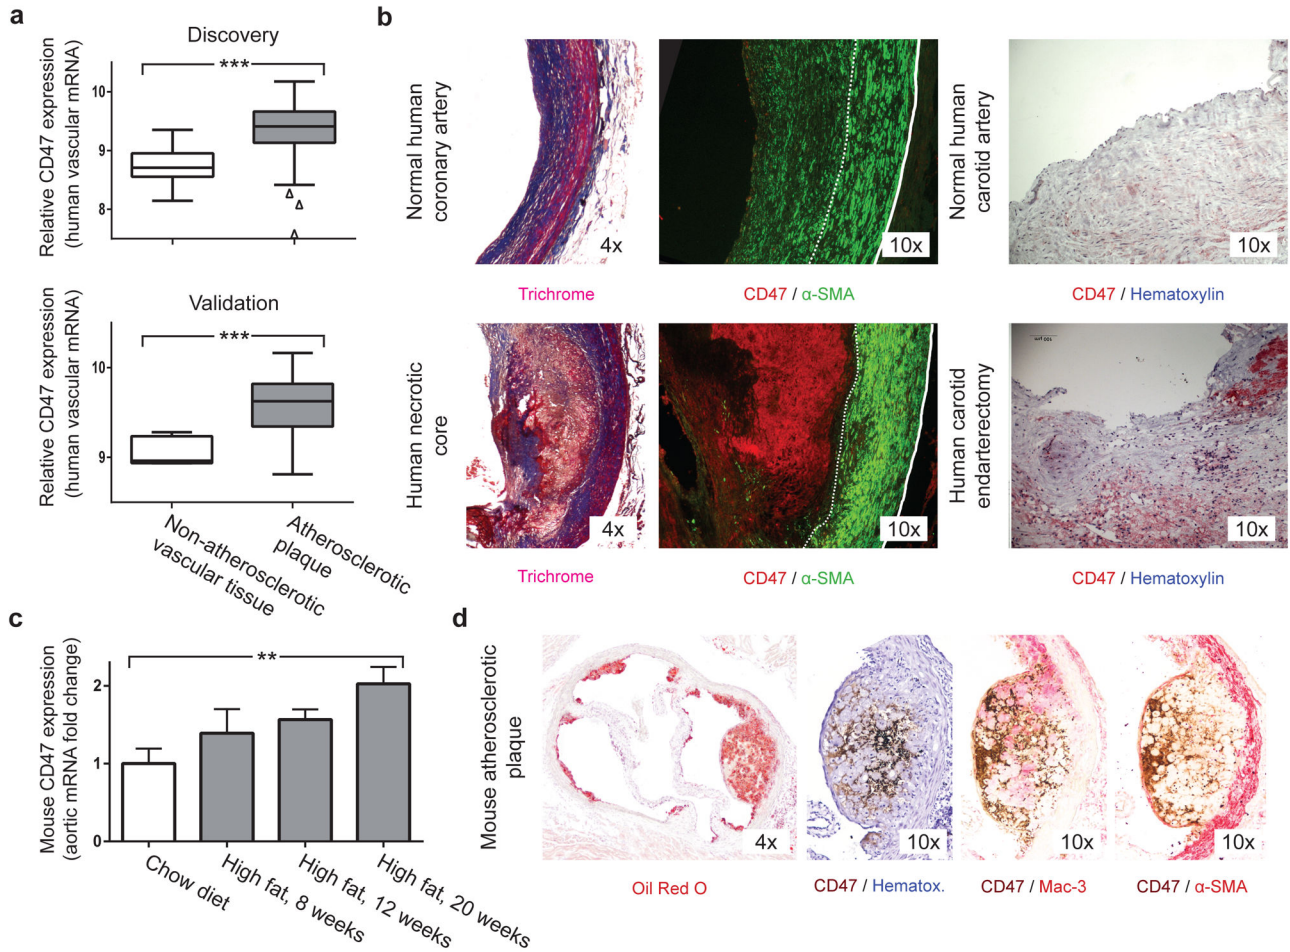 a
Discovery
***
Relative CD47 expression
(human vascular mRNA)
10
9
8
Validation
***
Relative CD47 expression
(human vascular mRNA)
10
9
Non-atherosclerotic
vascular tissue
Atherosclerotic
plaque
b
Normal human
coronary artery
4x
10x
Normal human
carotid artery
10x
Trichrome
CD47 / α-SMA
CD47 / Hematoxylin
Human necrotic
core
4x
10x
Human carotid
endarterectomy
100 µm
10x
Trichrome
CD47 / α-SMA
CD47 / Hematoxylin
c
Mouse CD47 expression
(aortic mRNA fold change)
**
2
1
0
Chow diet
High fat, 8 weeks
High fat, 12 weeks
High fat, 20 weeks
d
Mouse atherosclerotic
plaque
4x
10x
10x
10x
Oil Red O
CD47 / Hematox.
CD47 / Mac-3
CD47 / α-SMA